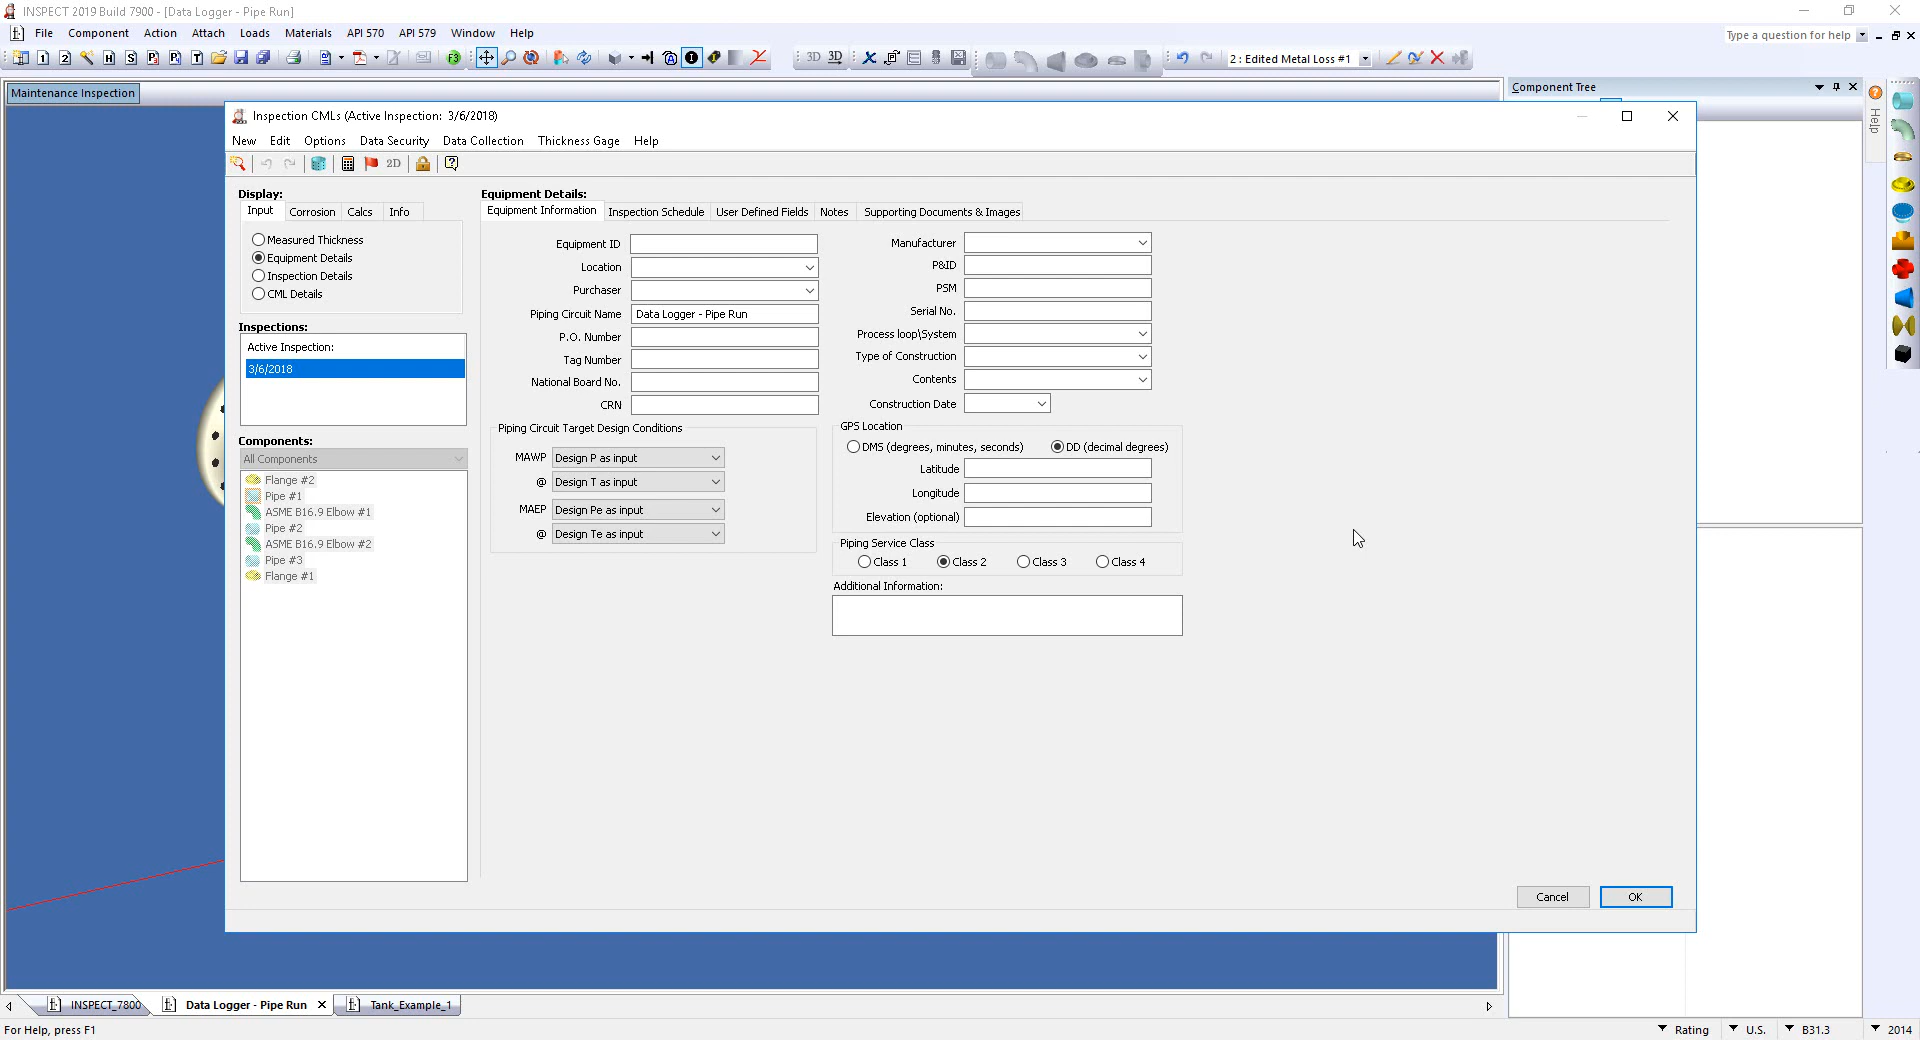 INSPECT 2019 Build 7900 - [Data Logger - Pipe Run]
File Component Action Attach Loads Materials API 570 API 579 Window Help
Type a question for help
2 : Edited Metal Loss #1
Maintenance Inspection
Component Tree
Help
Inspection CMLs (Active Inspection: 3/6/2018)
New Edit Options Data Security Data Collection Thickness Gage Help
2D
Display:
Input Corrosion Calcs Info
Measured Thickness
Equipment Details
Inspection Details
CML Details
Inspections:
Active Inspection:
3/6/2018
Components:
All Components
Flange #2
Pipe #1
ASME B16.9 Elbow #1
Pipe #2
ASME B16.9 Elbow #2
Pipe #3
Flange #1
Equipment Details:
Equipment Information Inspection Schedule User Defined Fields Notes Supporting Documents & Images
Equipment ID
Location
Purchaser
Piping Circuit Name Data Logger - Pipe Run
P.O. Number
Tag Number
National Board No.
CRN
Piping Circuit Target Design Conditions
MAWP Design P as input
@ Design T as input
MAEP Design Pe as input
@ Design Te as input
Manufacturer
P&ID
PSM
Serial No.
Process loop\System
Type of Construction
Contents
Construction Date
GPS Location
DMS (degrees, minutes, seconds) DD (decimal degrees)
Latitude
Longitude
Elevation (optional)
Piping Service Class
Class 1 Class 2 Class 3 Class 4
Additional Information:
Cancel OK
INSPECT_7800 Data Logger - Pipe Run Tank_Example_1
For Help, press F1
Rating U.S. B31.3 2014